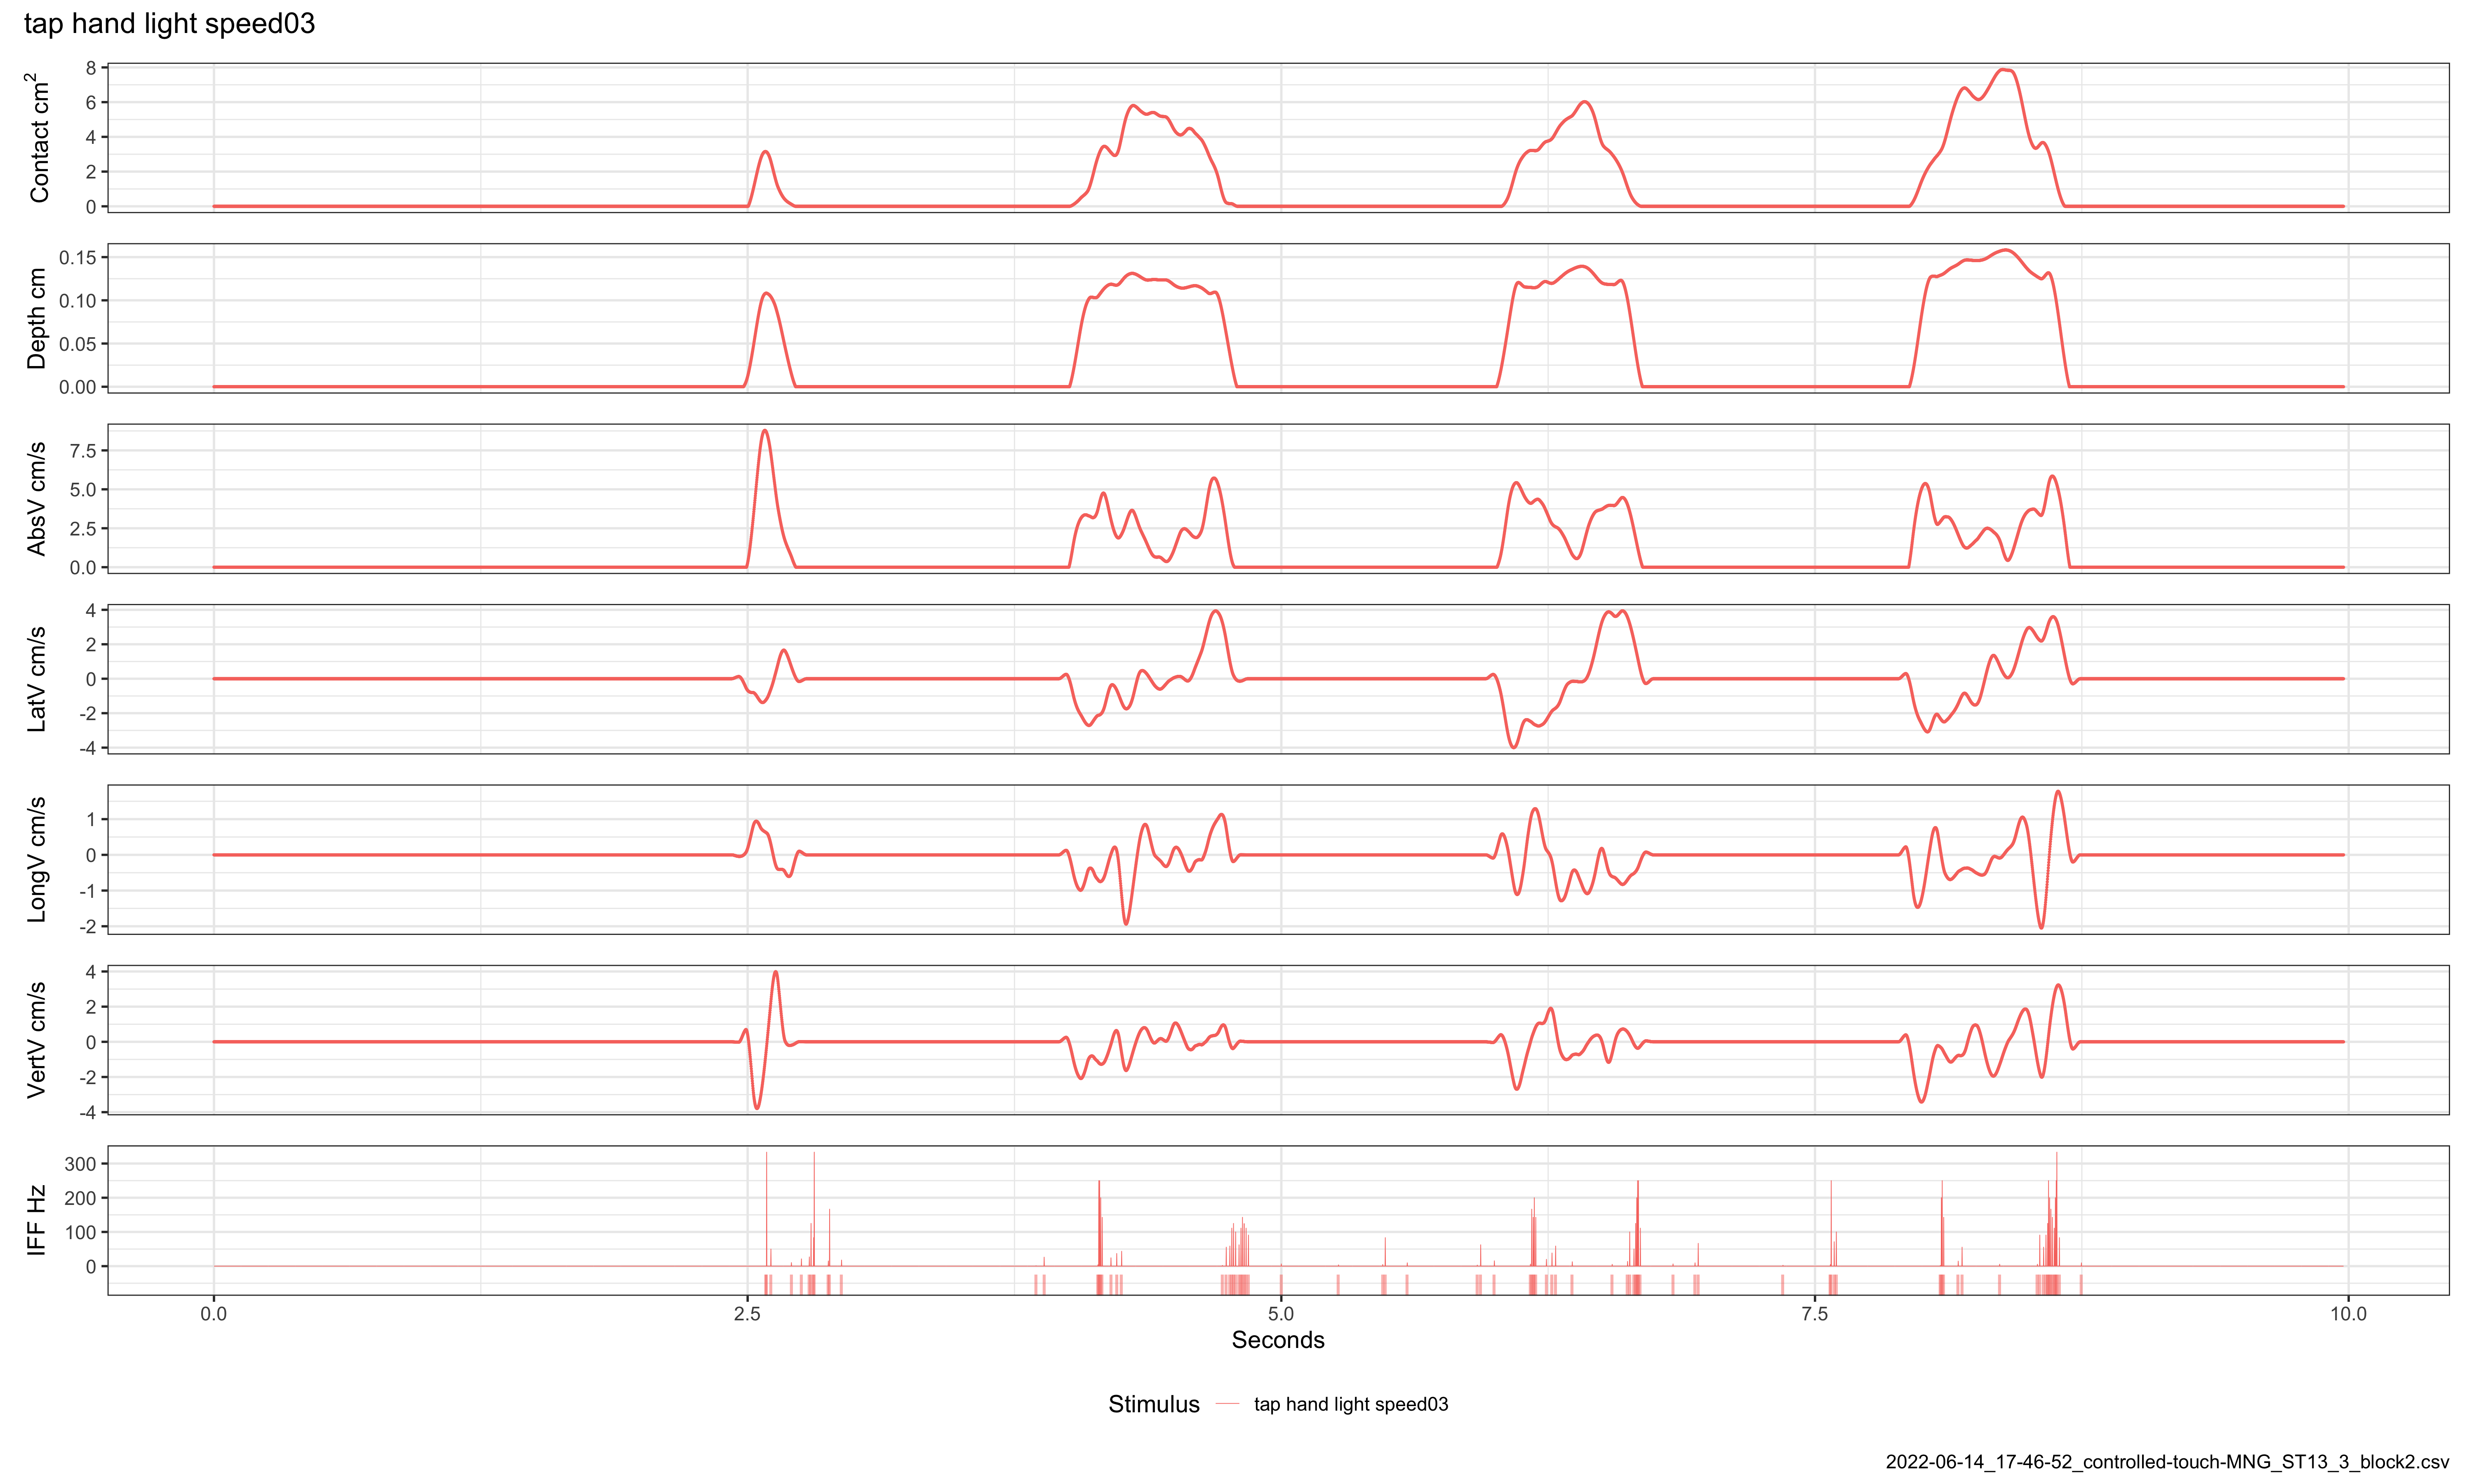 tap hand light speed03
Contact cm2
8
6
4
2
0
Depth cm
0.15
0.10
0.05
0.00
AbsV cm/s
7.5
5.0
2.5
0.0
LatV cm/s
4
2
0
-2
-4
LongV cm/s
1
0
-1
-2
VertV cm/s
4
2
0
-2
-4
IFF Hz
300
200
100
0
0.0 2.5 5.0 7.5 10.0
Seconds
Stimulus tap hand light speed03
2022-06-14_17-46-52_controlled-touch-MNG_ST13_3_block2.csv